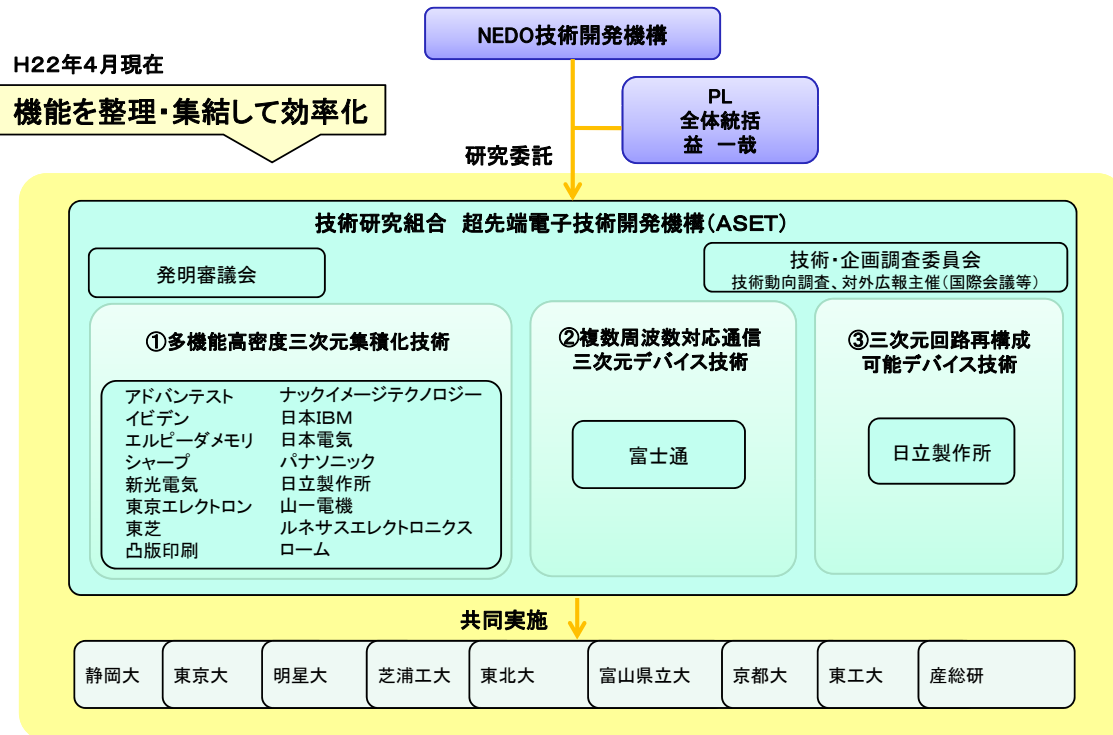 NEDO技術開発機構
H22年4月現在
機能を整理・集結して効率化
PL
全体統括
益　一哉
研究委託
技術研究組合　超先端電子技術開発機構（ASET）
発明審議会
技術・企画調査委員会
技術動向調査、対外広報主催（国際会議等）
①多機能高密度三次元集積化技術
アドバンテスト
イビデン
エルピーダメモリ
シャープ
新光電気
東京エレクトロン
東芝
凸版印刷
ナックイメージテクノロジー
日本IBM
日本電気
パナソニック
日立製作所
山一電機
ルネサスエレクトロニクス
ローム
②複数周波数対応通信
三次元デバイス技術
富士通
③三次元回路再構成
可能デバイス技術
日立製作所
共同実施
静岡大
東京大
明星大
芝浦工大
東北大
富山県立大
京都大
東工大
産総研